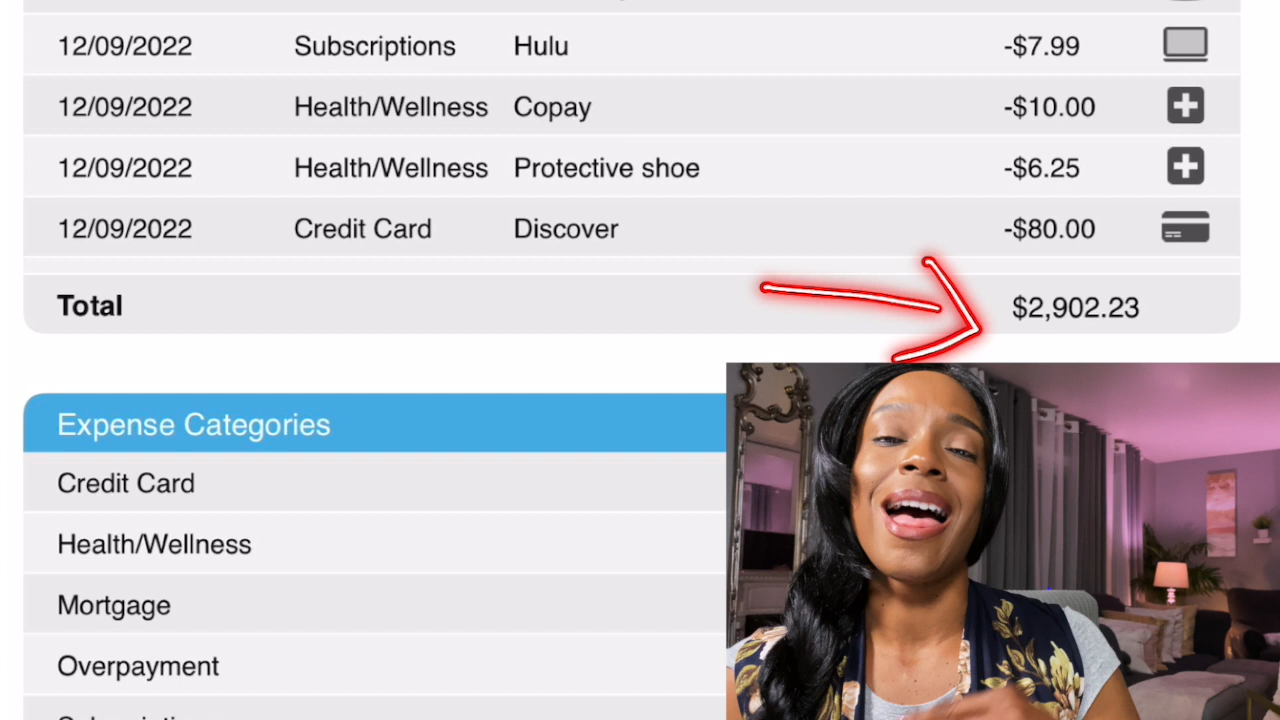 12/09/2022 Subscriptions Hulu -$7.99
12/09/2022 Health/Wellness Copay -$10.00
12/09/2022 Health/Wellness Protective shoe -$6.25
12/09/2022 Credit Card Discover -$80.00
Total $2,902.23
Expense Categories
Credit Card
Health/Wellness
Mortgage
Overpayment